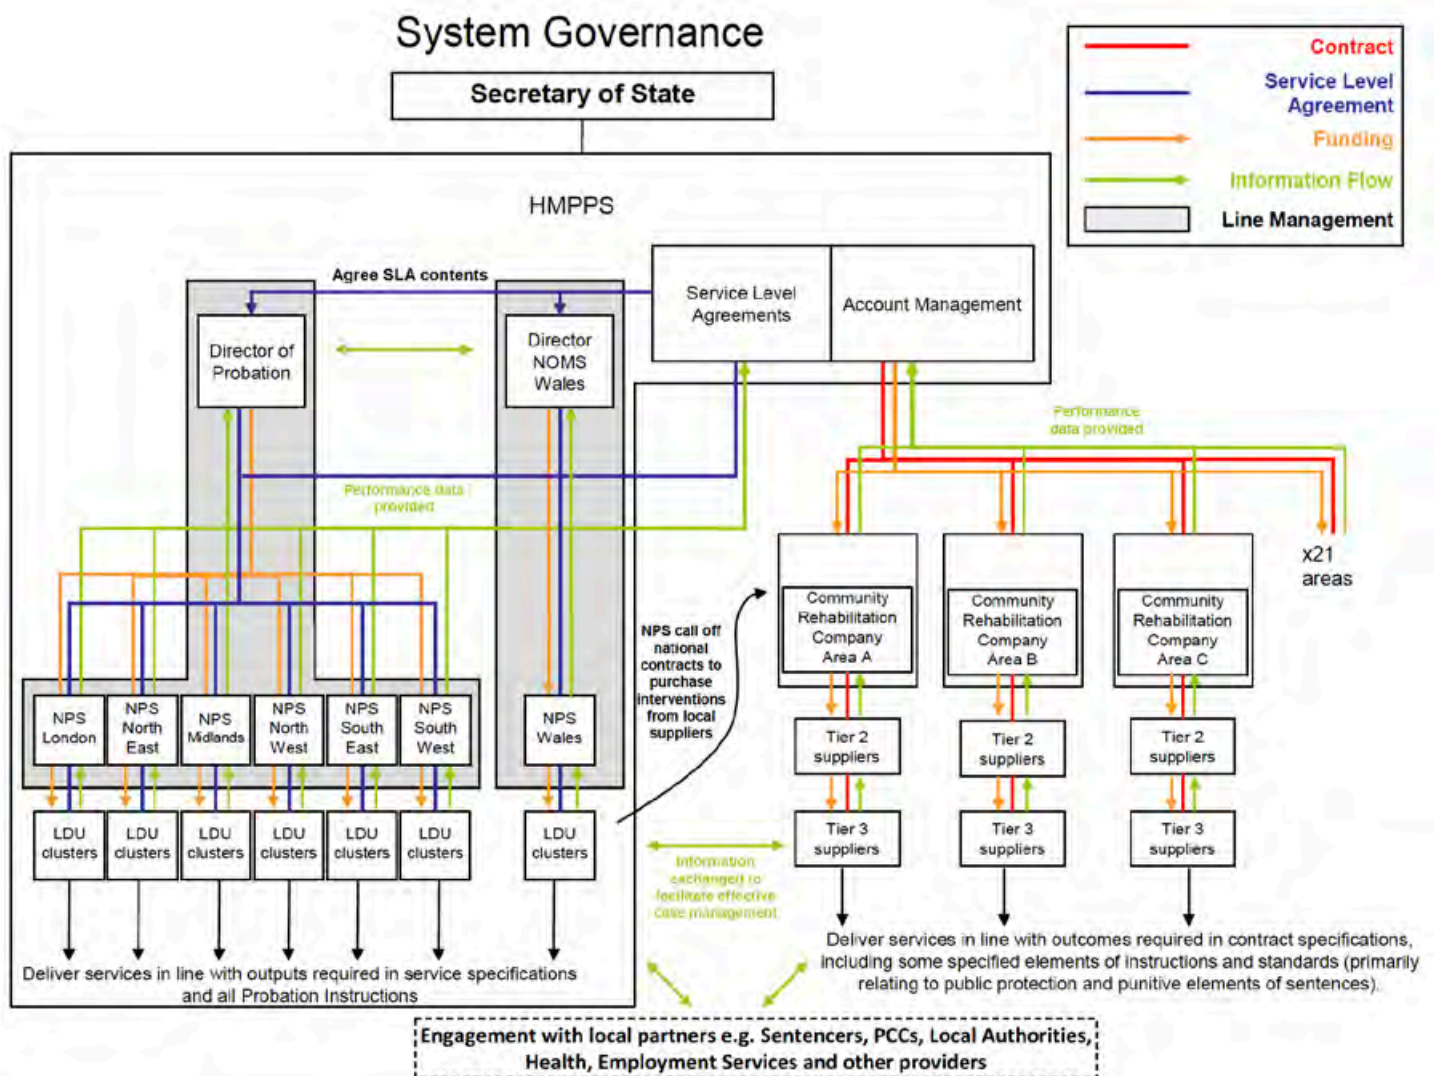 System Governance
Secretary of State
Contract
Service Level
Agreement
Funding
Information Flow
Line Management
HMPPS
Agree SLA contents
Service Level
Agreements
Account Management
Director of
Probation
Director
NOMS
Wales
Performance data
provided
Performance data
provided
x21
areas
Community
Rehabilitation
Company
Area A
Community
Rehabilitation
Company
Area B
Community
Rehabilitation
Company
Area C
NPS call off
national
contracts to
purchase
interventions
from local
suppliers
NPS
London
NPS
North
East
NPS
Midlands
NPS
North
West
NPS
South
East
NPS
South
West
NPS
Wales
Tier 2
suppliers
Tier 2
suppliers
Tier 2
suppliers
LDU
clusters
LDU
clusters
LDU
clusters
LDU
clusters
LDU
clusters
LDU
clusters
LDU
clusters
Tier 3
suppliers
Tier 3
suppliers
Tier 3
suppliers
Information
exchanged to
facilitate effective
case management
Deliver services in line with outputs required in service specifications
and all Probation Instructions
Deliver services in line with outcomes required in contract specifications,
including some specified elements of instructions and standards (primarily
relating to public protection and punitive elements of sentences).
Engagement with local partners e.g. Sentencers, PCCs, Local Authorities,
Health, Employment Services and other providers